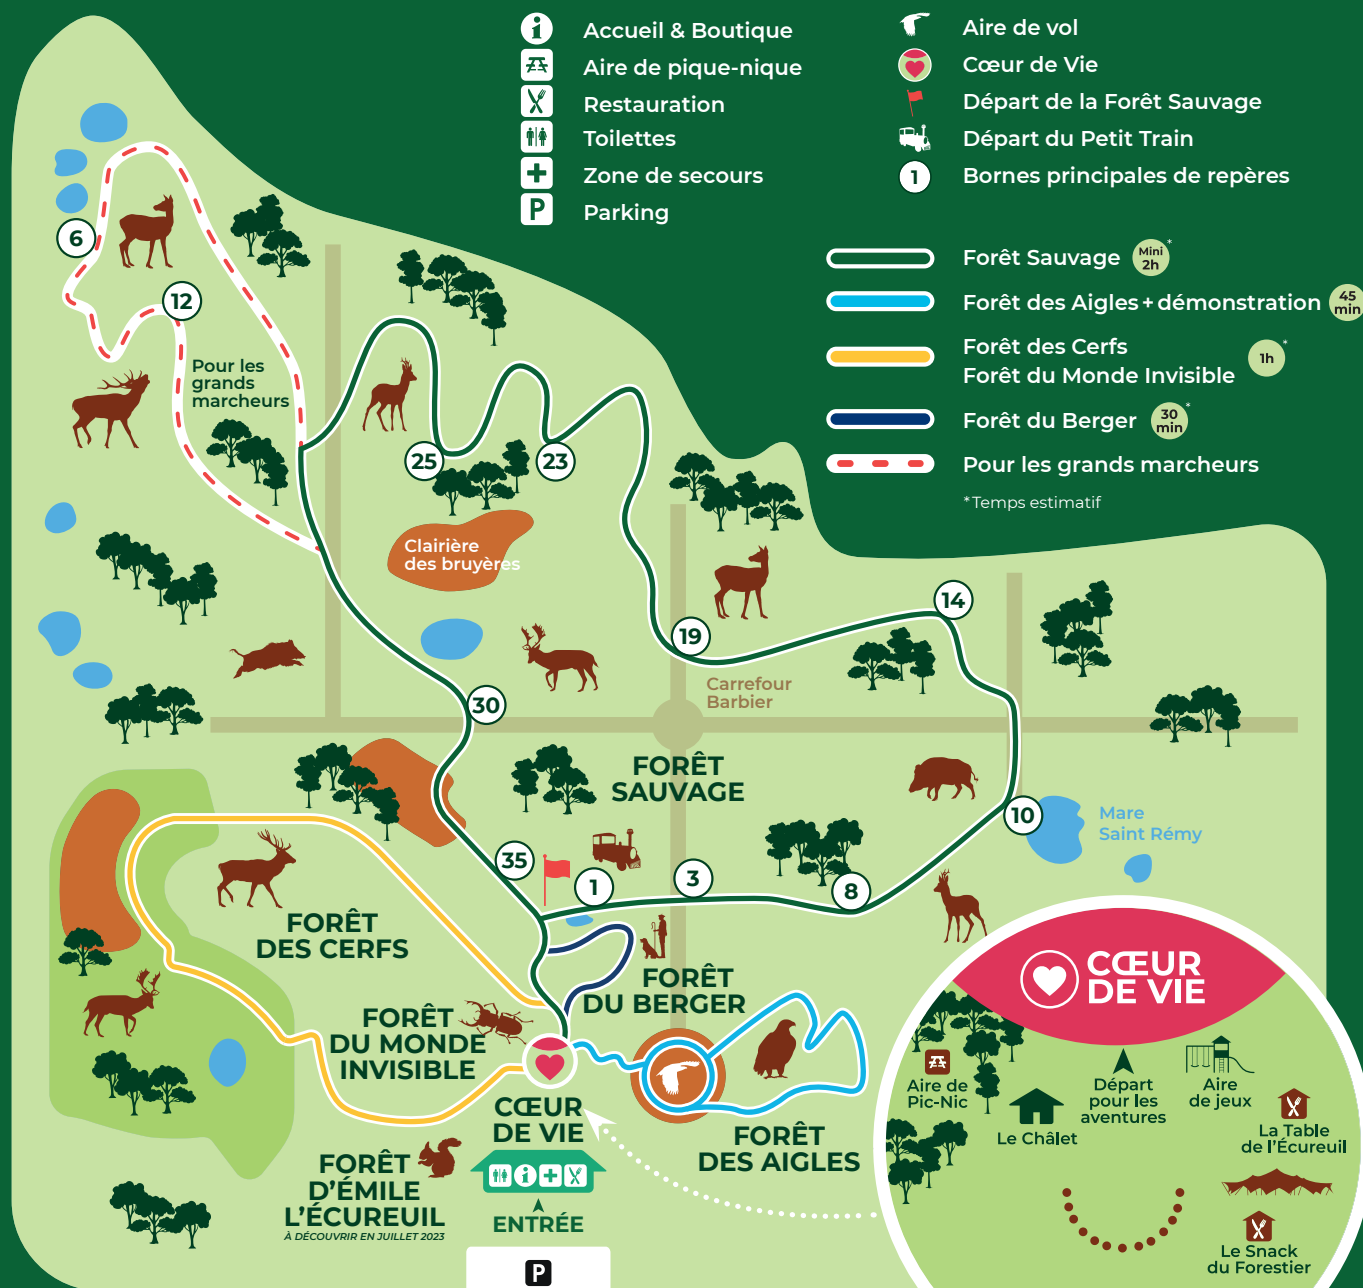 Accueil & Boutique
Aire de pique-nique
Restauration
Toilettes
Zone de secours
P
Parking
Aire de vol
Cœur de Vie
Départ de la Forêt Sauvage
Départ du Petit Train
1
Bornes principales de repères
Forêt Sauvage
Mini
2h
*
Forêt des Aigles + démonstration
45
min
Forêt des Cerfs
Forêt du Monde Invisible
1h
*
Forêt du Berger
30
min
*
Pour les grands marcheurs
*Temps estimatif
6
12
Pour les
grands
marcheurs
25
23
Clairière
des bruyères
19
14
Carrefour
Barbier
30
FORÊT
SAUVAGE
10
Mare
Saint Rémy
35
1
3
8
FORÊT
DES CERFS
FORÊT
DU BERGER
FORÊT
DU MONDE
INVISIBLE
CŒUR
DE VIE
FORÊT
DES AIGLES
FORÊT
D'ÉMILE
L'ÉCUREUIL
À DÉCOUVRIR EN JUILLET 2023
ENTRÉE
P
CŒUR
DE VIE
Aire de
Pic-Nic
Le Châlet
Départ
pour les
aventures
Aire
de jeux
La Table
de l'Écureuil
Le Snack
du Forestier